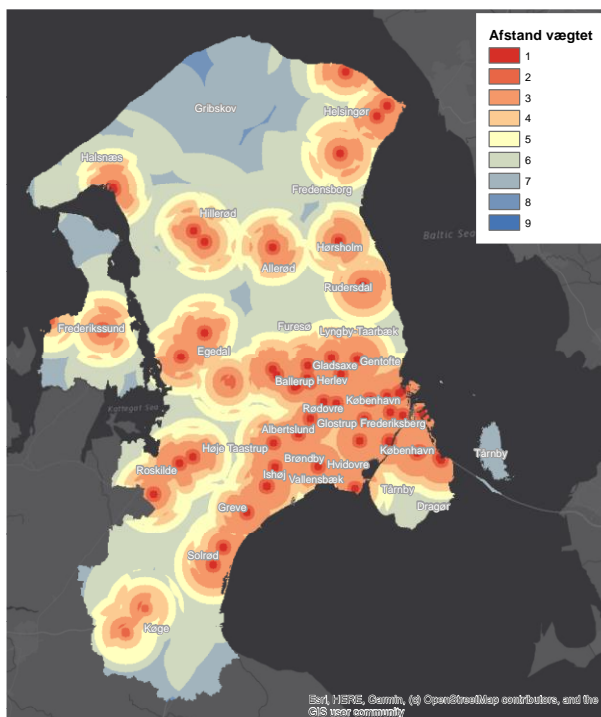 Afstand vægtet
1
2
3
4
5
6
7
8
9
Gribskov
Helsingør
Halsnæs
Fredensborg
Hillerød
Baltic Sea
Hørsholm
Allerød
Rudersdal
Frederikssund
Furesø
Lyngby-Taarbæk
Egedal
Gladsaxe
Gentofte
Ballerup
Herlev
Rødovre
København
Kattegat Sea
Glostrup
Frederiksberg
Albertslund
Høje Taastrup
København
Tårnby
Brøndby
Hvidovre
Roskilde
Ishøj
Vallensbæk
Tårnby
Dragør
Greve
Solrød
Køge
Esri, HERE, Garmin, (c) OpenStreetMap contributors, and the
GIS user community